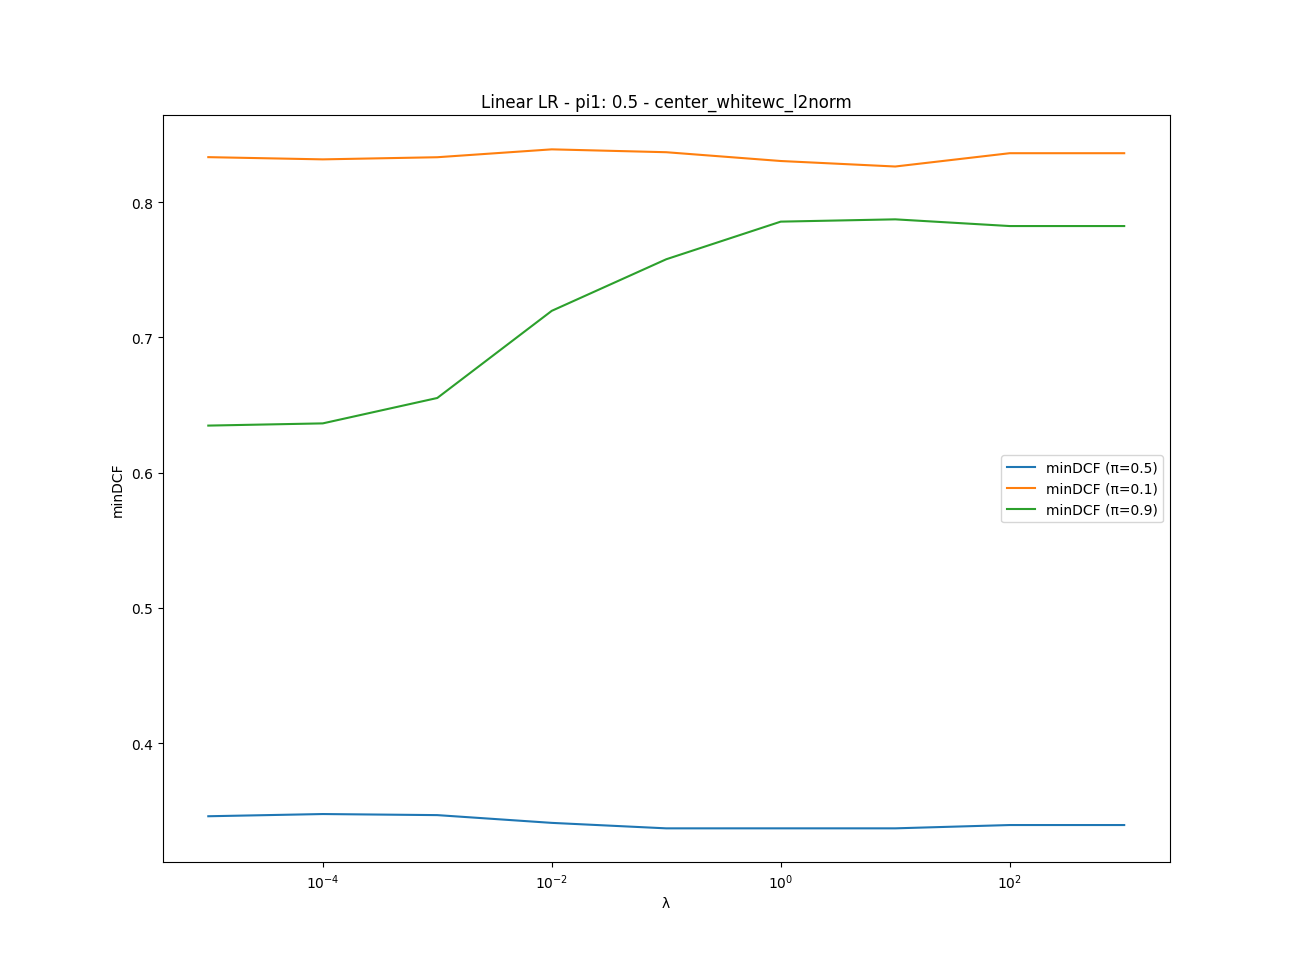 Linear LR - pi1: 0.5 - center_whitewc_l2norm
minDCF
0.8
0.7
0.6
0.5
0.4
minDCF (π=0.5)
minDCF (π=0.1)
minDCF (π=0.9)
10⁻⁴
10⁻²
10⁰
10²
λ